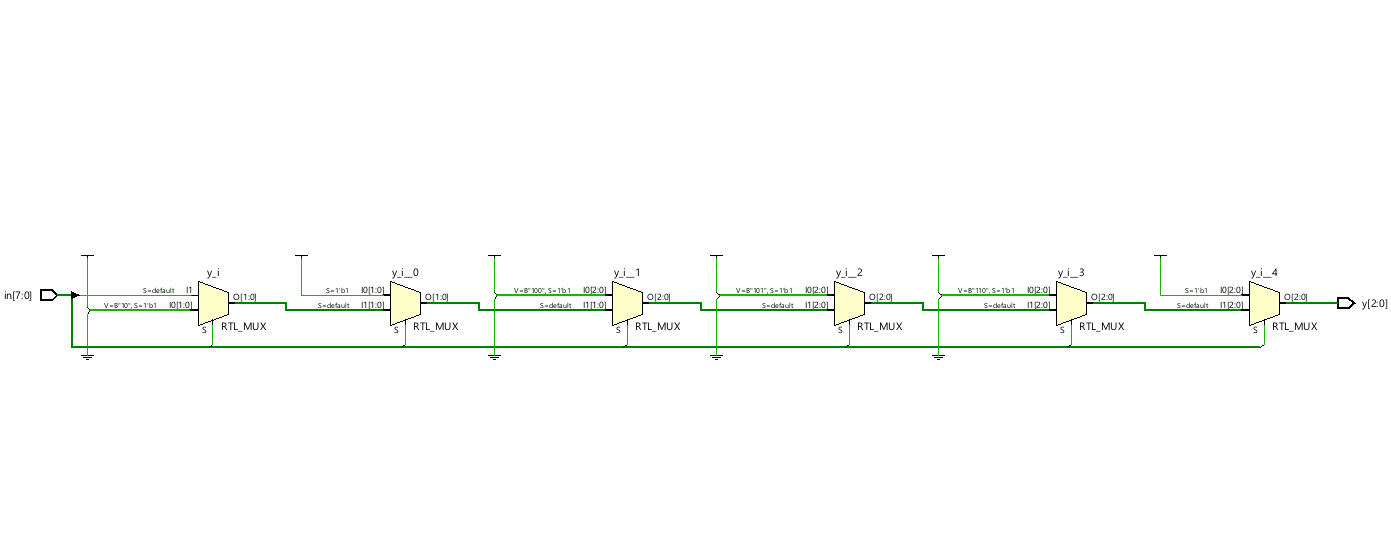 y_i
y_i__0
y_i__1
y_i__2
y_i__3
y_i__4
in[7:0]
S=default I1
V=B"10", S=1'b1 I0[1:0]
O[1:0]
S
RTL_MUX
S=1'b1 I0[1:0]
S=default I1[1:0]
O[1:0]
S
RTL_MUX
V=B"100", S=1'b1 I0[2:0]
S=default I1[1:0]
O[2:0]
S
RTL_MUX
V=B"101", S=1'b1 I0[2:0]
S=default I1[2:0]
O[2:0]
S
RTL_MUX
V=B"110", S=1'b1 I0[2:0]
S=default I1[2:0]
O[2:0]
S
RTL_MUX
S=1'b1 I0[2:0]
S=default I1[2:0]
O[2:0]
S
RTL_MUX
y[2:0]